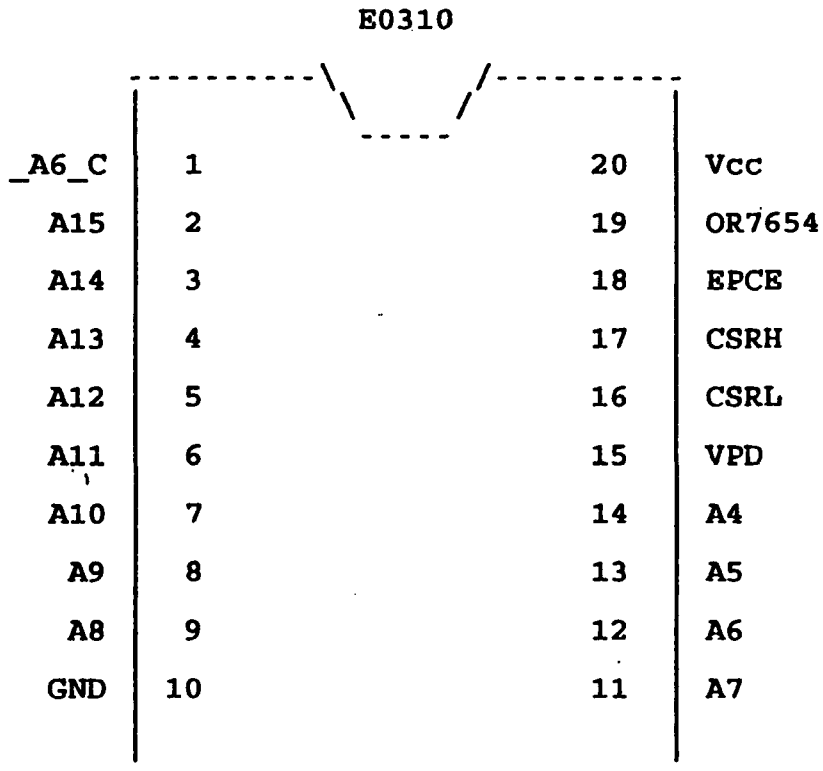 E0310
_A6_C 1 20 Vcc
A15 2 19 OR7654
A14 3 18 EPCE
A13 4 17 CSRH
A12 5 16 CSRL
A11 6 15 VPD
A10 7 14 A4
A9 8 13 A5
A8 9 12 A6
GND 10 11 A7